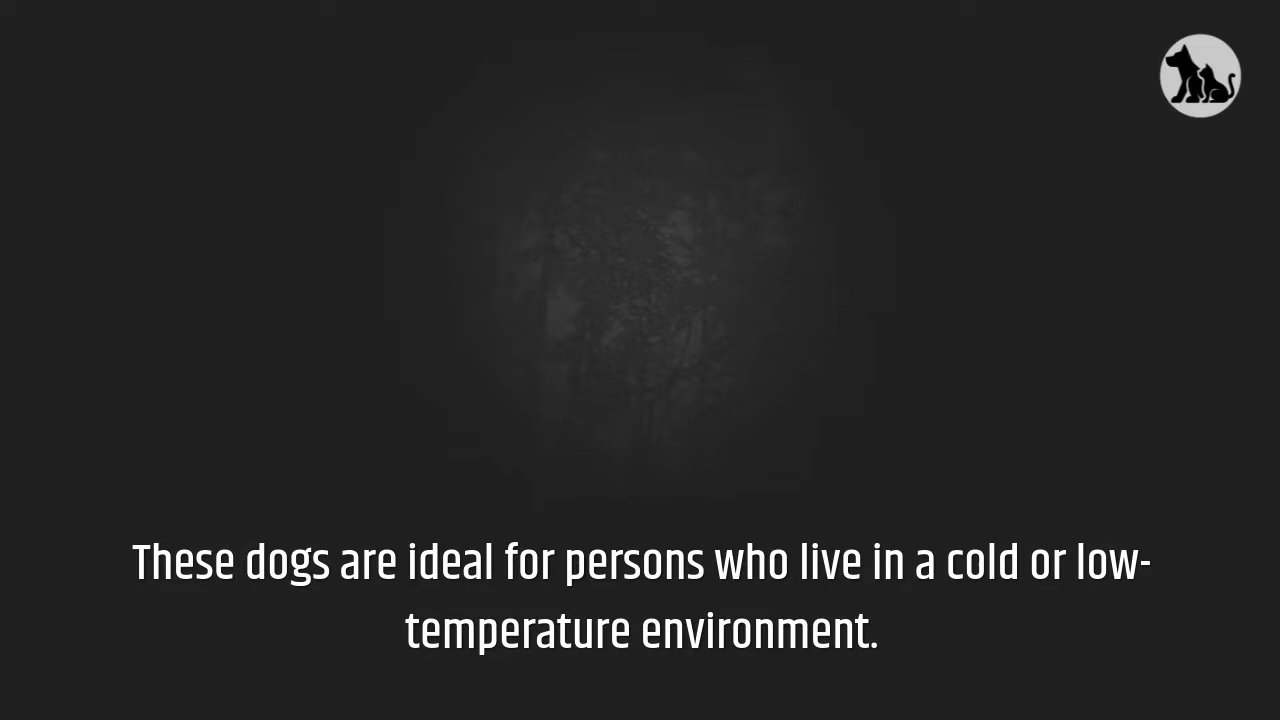 These dogs are ideal for persons who live in a cold or low-
temperature environment.